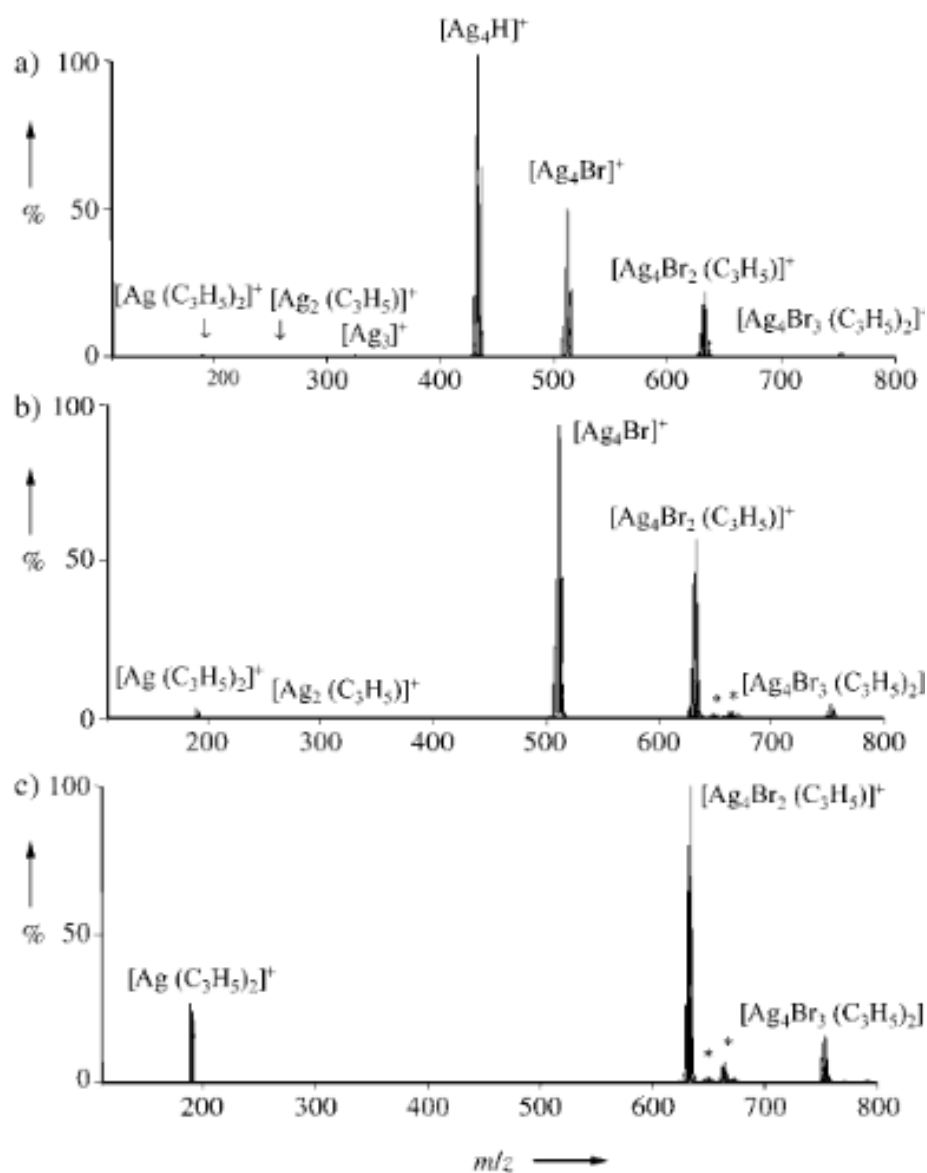 [Ag₄H]⁺
a) 100
[Ag₄Br]⁺
50
%
[Ag₄Br₂ (C₃H₅)]⁺
[Ag (C₃H₅)₂]⁺ [Ag₂ (C₃H₅)]⁺
[Ag₃]⁺
[Ag₄Br₃ (C₃H₅)₂]⁺
0
200 300 400 500 600 700 800
b) 100
[Ag₄Br]⁺
[Ag₄Br₂ (C₃H₅)]⁺
50
%
[Ag (C₃H₅)₂]⁺ [Ag₂ (C₃H₅)]⁺ * * [Ag₄Br₃ (C₃H₅)₂]
0
200 300 400 500 600 700 800
c) 100
[Ag₄Br₂ (C₃H₅)]⁺
50
%
[Ag (C₃H₅)₂]⁺
[Ag₄Br₃ (C₃H₅)₂]
* *
0
200 300 400 500 600 700 800
m/z